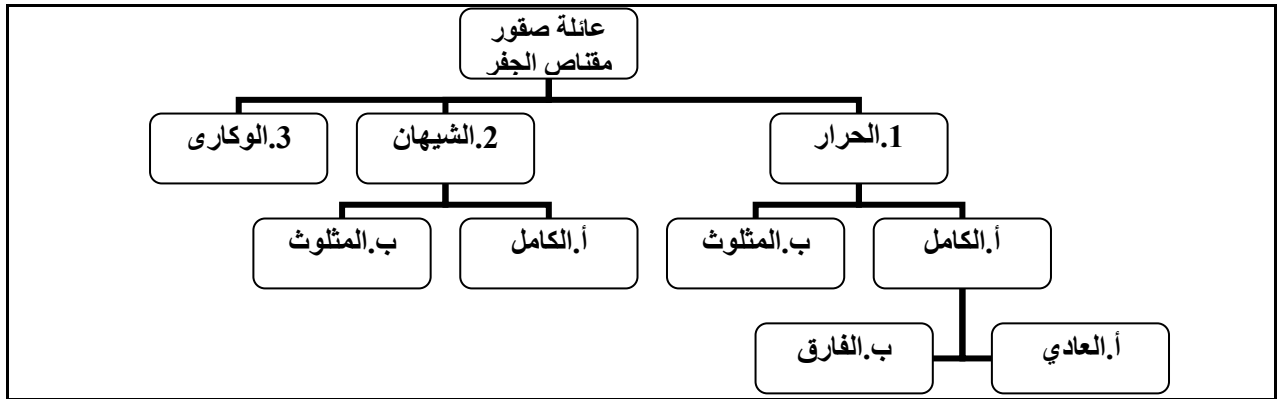 عائلة صقور
مقناص الجفر
1.الحرار
2.الشيهان
3.الوكارى
أ.الكامل
ب.المثلوث
أ.الكامل
ب.المثلوث
أ.العادي
ب.الفارق